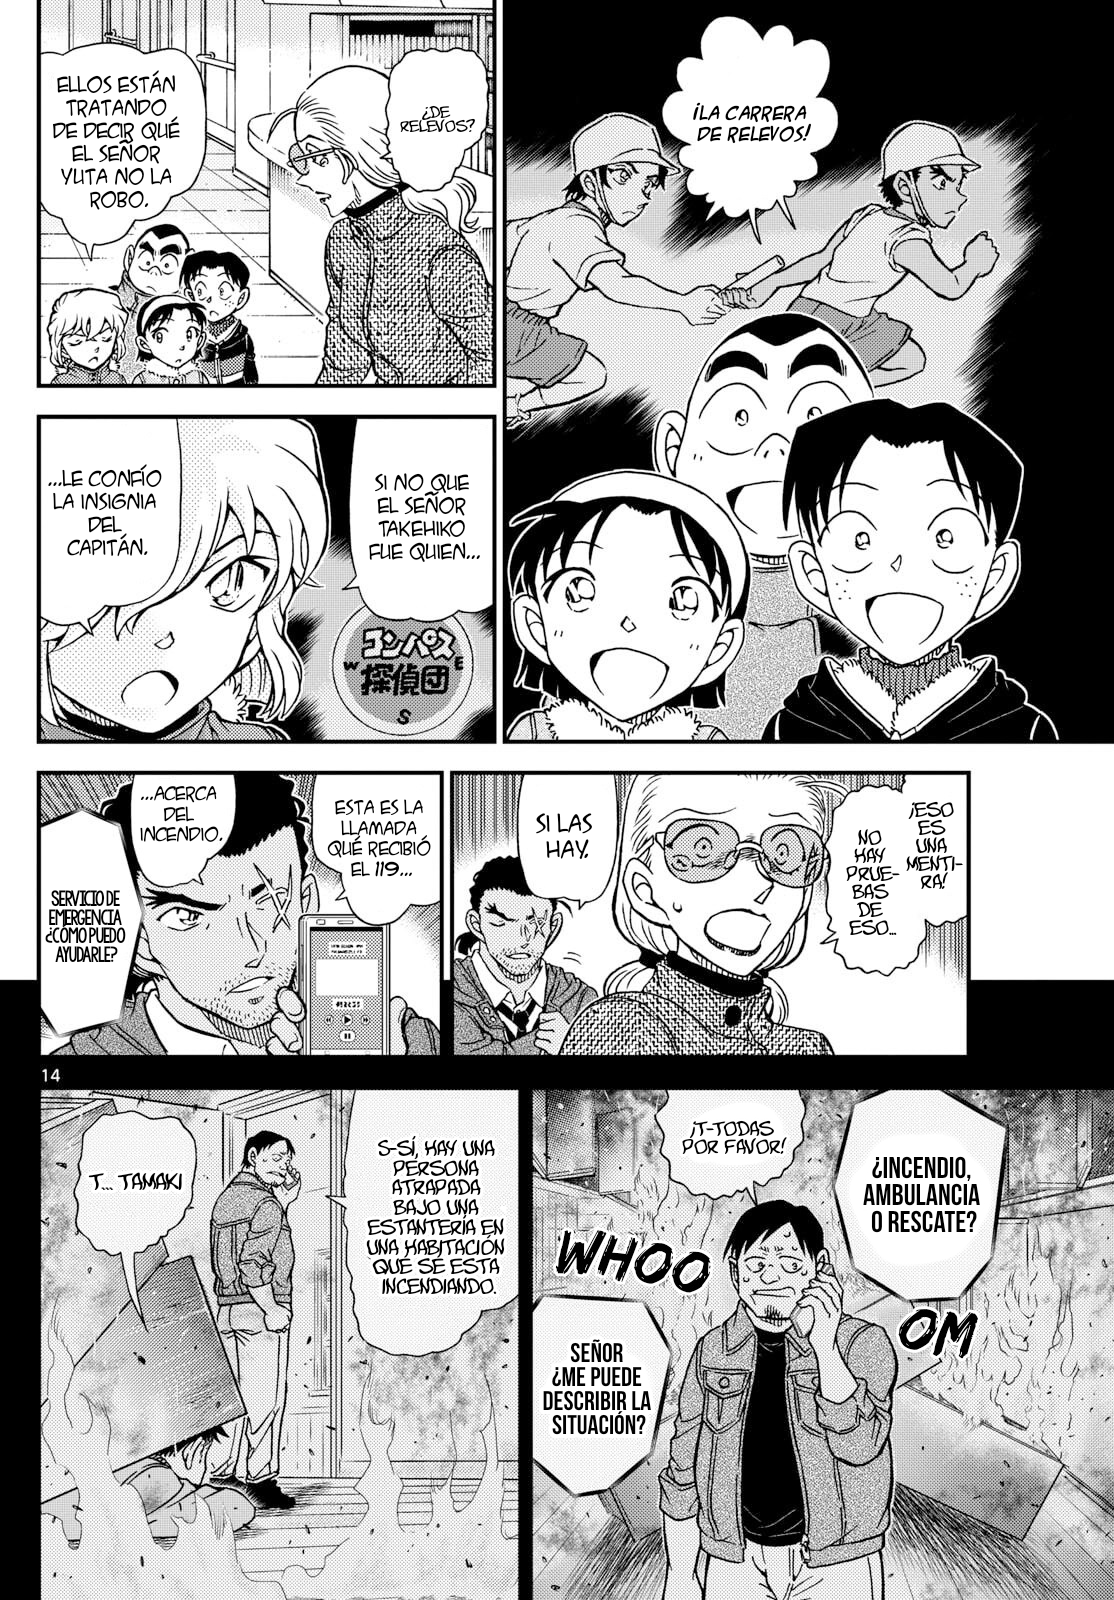 ¡LA CARRERA
DE RELEVOS!
¿DE
RELEVOS?
ELLOS ESTÁN
TRATANDO
DE DECIR QUÉ
EL SEÑOR
YUTA NO LA
ROBO.
SI NO QUE
EL SEÑOR
TAKEHIKO
FUE QUIEN...
...LE CONFÍO
LA INSIGNIA
DEL
CAPITÁN.
コンパス
W E
探偵団
S
¡ESO
ES
UNA
MENTI-
RA!
NO
HAY
PRUE-
BAS
DE
ESO...
SI LAS
HAY.
ESTA ES LA
LLAMADA
QUÉ RECIBIÓ
EL 119...
...ACERCA
DEL
INCENDIO.
SERVICIO DE
EMERGENCIA
¿COMO PUEDO
AYUDARLE?
14
¿INCENDIO,
AMBULANCIA
O RESCATE?
¡T-TODAS
POR FAVOR!
WHOO
OM
SEÑOR
¿ME PUEDE
DESCRIBIR LA
SITUACIÓN?
S-SÍ, HAY UNA
PERSONA
ATRAPADA
BAJO UNA
ESTANTERÍA EN
UNA HABITACIÓN
QUE SE ESTA
INCENDIANDO.
T... TAMAKI